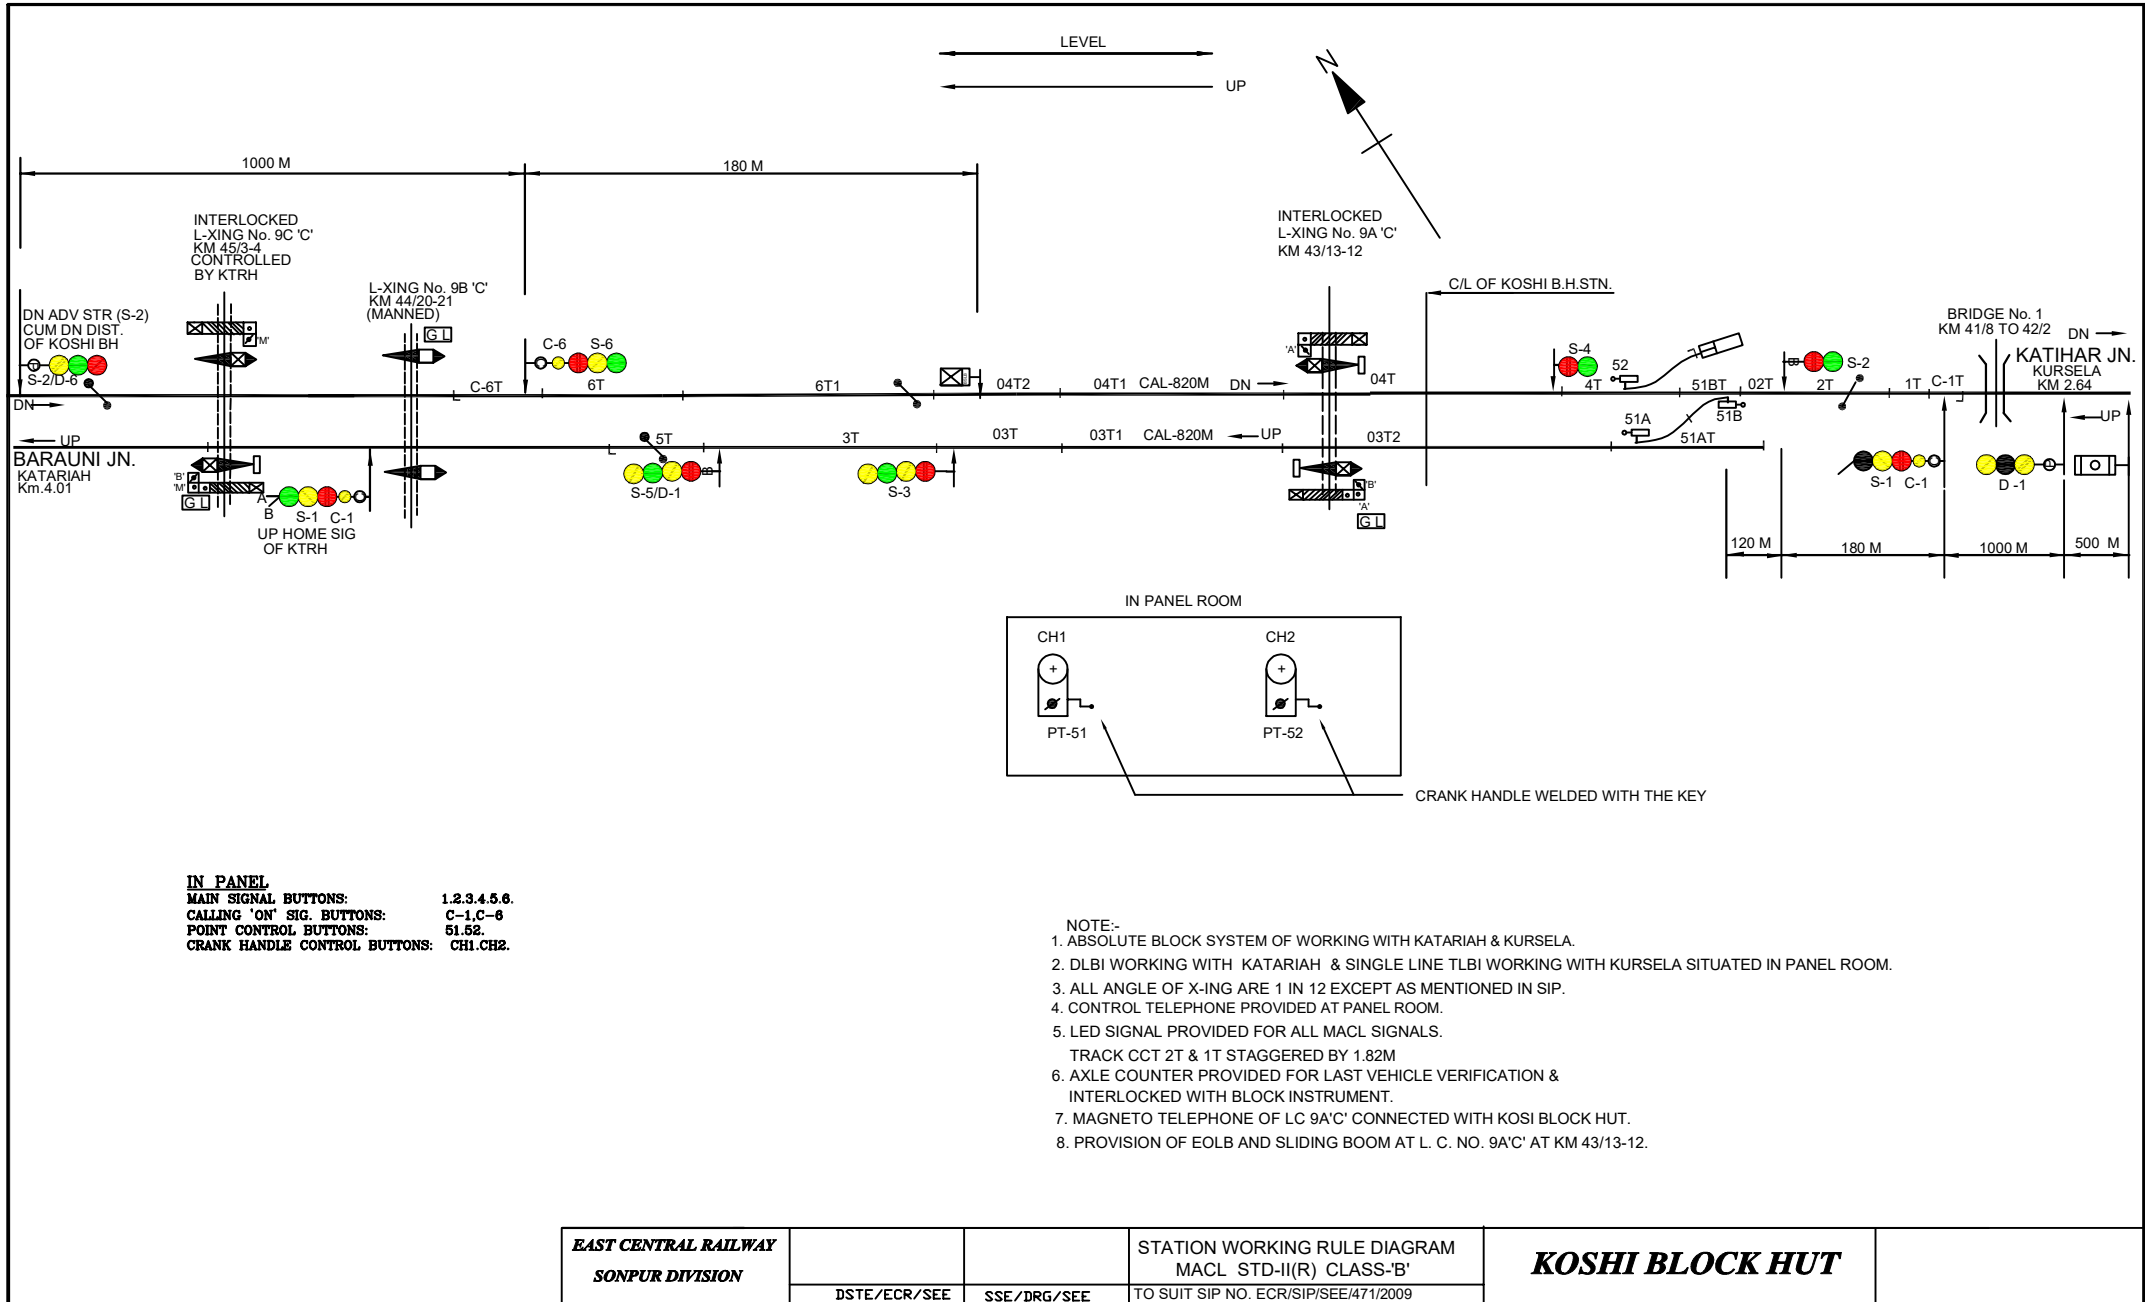 LEVEL
UP
N
1000 M
180 M
INTERLOCKED
L-XING No. 9C 'C'
KM 45/3-4
CONTROLLED
BY KTRH
L-XING No. 9B 'C'
KM 44/20-21
(MANNED)
G L
INTERLOCKED
L-XING No. 9A 'C'
KM 43/13-12
C/L OF KOSHI B.H.STN.
BRIDGE No. 1
KM 41/8 TO 42/2
DN
KATIHAR JN.
KURSELA
KM 2.64
DN ADV STR (S-2)
CUM DN DIST.
OF KOSHI BH
S-2/D-6
'M'
C-6 S-6
'A'
S-4
52
S-2
DN
C-6T
6T
6T1
04T2
04T1
CAL-820M
DN
04T
4T
51BT
02T
2T
1T
C-1T
51A
51B
UP
UP
5T
3T
03T
03T1
CAL-820M
UP
03T2
51AT
BARAUNI JN.
KATARIAH
Km.4.01
'B'
'M'
G L
A
B
S-1 C-1
UP HOME SIG
OF KTRH
S-5/D-1
B
S-3
'B'
'A'
G L
S-1 C-1
D -1
120 M
180 M
1000 M
500 M
IN PANEL ROOM
CH1
CH2
PT-51
PT-52
CRANK HANDLE WELDED WITH THE KEY
IN PANEL
MAIN SIGNAL BUTTONS: 1.2.3.4.5.6.
CALLING 'ON' SIG. BUTTONS: C-1,C-6
POINT CONTROL BUTTONS: 51.52.
CRANK HANDLE CONTROL BUTTONS: CH1.CH2.
NOTE:-
1. ABSOLUTE BLOCK SYSTEM OF WORKING WITH KATARIAH & KURSELA.
2. DLBI WORKING WITH KATARIAH & SINGLE LINE TLBI WORKING WITH KURSELA SITUATED IN PANEL ROOM.
3. ALL ANGLE OF X-ING ARE 1 IN 12 EXCEPT AS MENTIONED IN SIP.
4. CONTROL TELEPHONE PROVIDED AT PANEL ROOM.
5. LED SIGNAL PROVIDED FOR ALL MACL SIGNALS.
TRACK CCT 2T & 1T STAGGERED BY 1.82M
6. AXLE COUNTER PROVIDED FOR LAST VEHICLE VERIFICATION &
INTERLOCKED WITH BLOCK INSTRUMENT.
7. MAGNETO TELEPHONE OF LC 9A'C' CONNECTED WITH KOSI BLOCK HUT.
8. PROVISION OF EOLB AND SLIDING BOOM AT L. C. NO. 9A'C' AT KM 43/13-12.
EAST CENTRAL RAILWAY
SONPUR DIVISION
DSTE/ECR/SEE
SSE/DRG/SEE
STATION WORKING RULE DIAGRAM
MACL STD-II(R) CLASS-'B'
TO SUIT SIP NO. ECR/SIP/SEE/471/2009
KOSHI BLOCK HUT